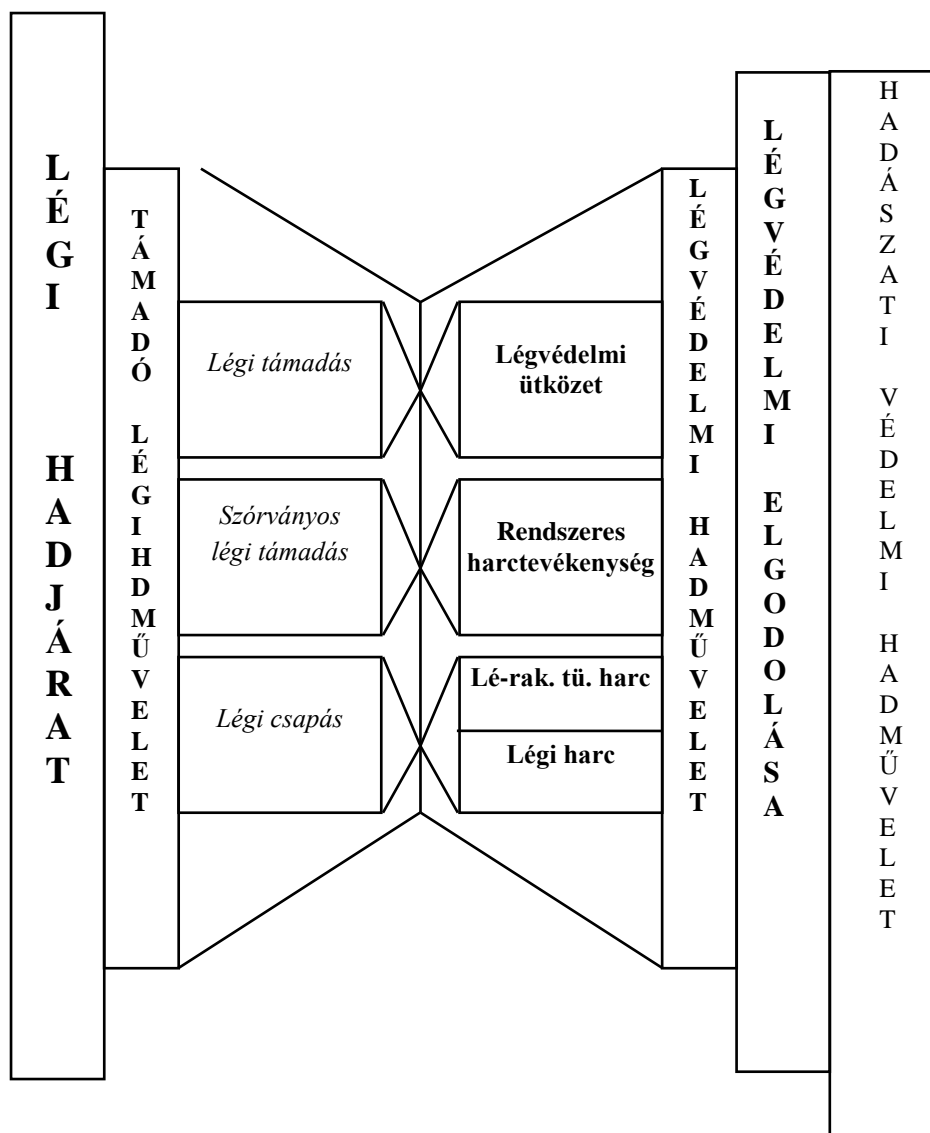 LÉGI HADJÁRAT
TÁMADÓ LÉGIHDMŰVELET
Légi támadás
Szórványos
légi támadás
Légi csapás
Légvédelmi
ütközet
Rendszeres
harctevékenység
Lé-rak. tü. harc
Légi harc
LÉGVÉDELMI HADMŰVELET
LÉGVÉDELMI ELGODOLÁSA
HADÁSZATI VÉDELMI HADMŰVELET